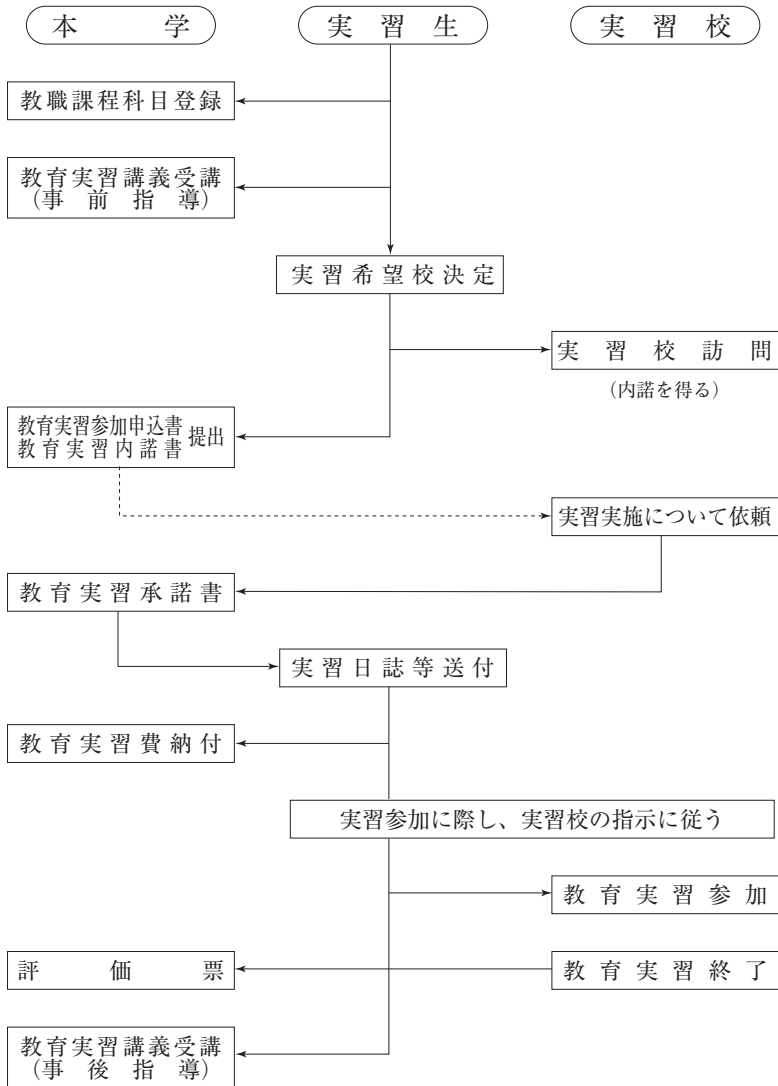 本学
実習生
実習校
教職課程科目登録
教育実習講義受講
(事前指導)
実習希望校決定
実習校訪問
(内諾を得る)
教育実習参加申込書
教育実習内諾書
提出
実習実施について依頼
教育実習承諾書
実習日誌等送付
教育実習費納付
実習参加に際し、実習校の指示に従う
教育実習参加
評価票
教育実習終了
教育実習講義受講
(事後指導)